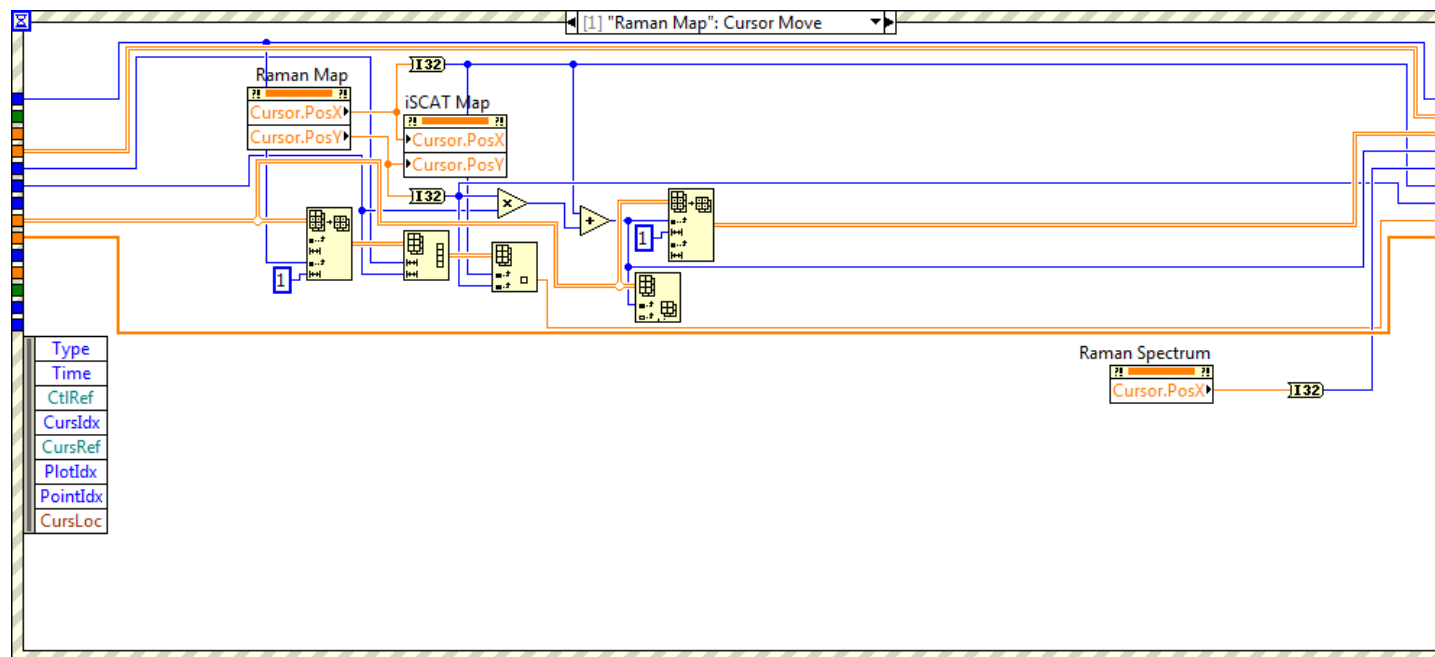 [1] "Raman Map": Cursor Move
Raman Map
Cursor.PosX
Cursor.PosY
I32
iSCAT Map
Cursor.PosX
Cursor.PosY
I32
1
1
Raman Spectrum
Cursor.PosX
I32
Type
Time
CtlRef
CursIdx
CursRef
PlotIdx
PointIdx
CursLoc